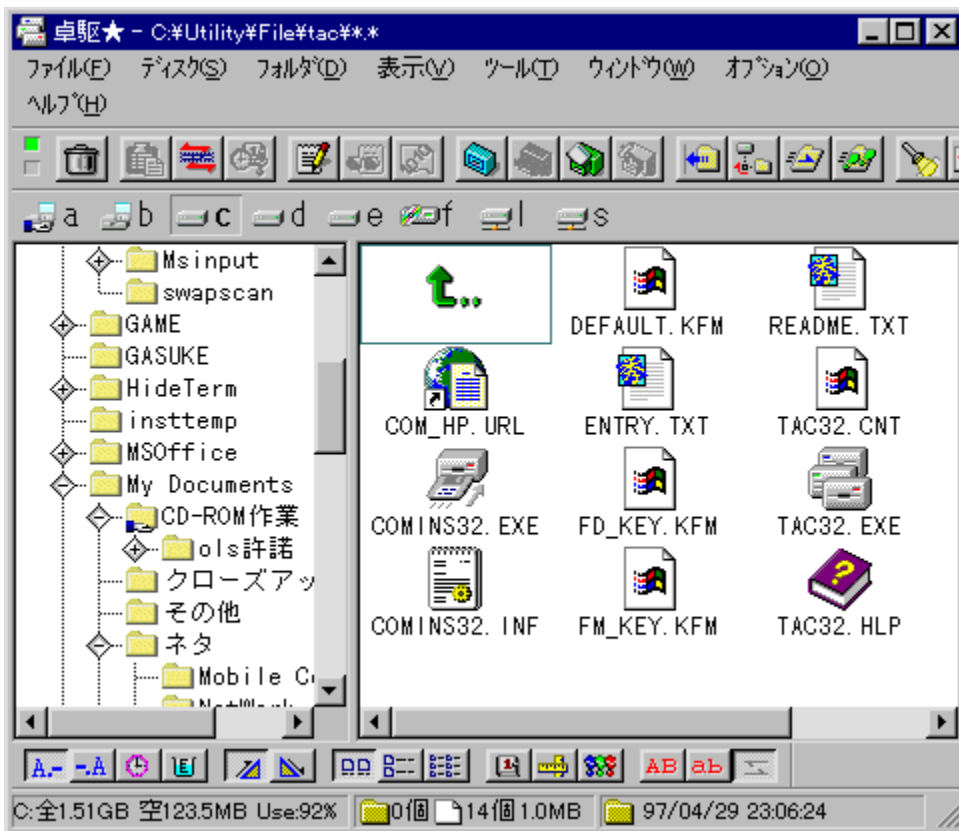 卓駆★ - C:¥Utility¥File¥tac¥*.*
ﾌｧｲﾙ(F) ﾃﾞｨｽｸ(S) ﾌｫﾙﾀﾞ(D) 表示(V) ﾂｰﾙ(T) ｳｨﾝﾄﾞｳ(W) ｵﾌﾟｼｮﾝ(O)
ﾍﾙﾌﾟ(H)
a b c d e f l s
Msinput
swapscan
GAME
GASUKE
HideTerm
insttemp
MSOffice
My Documents
CD-ROM作業
ols許諾
クローズアッ
その他
ネタ
Mobile
..
DEFAULT.KFM README.TXT
COM_HP.URL ENTRY.TXT TAC32.CNT
COMINS32.EXE FD_KEY.KFM TAC32.EXE
COMINS32.INF FM_KEY.KFM TAC32.HLP
A.- -.A E AB ab
C:全1.51GB 空123.5MB Use:92% 0個 14個 1.0MB 97/04/29 23:06:24